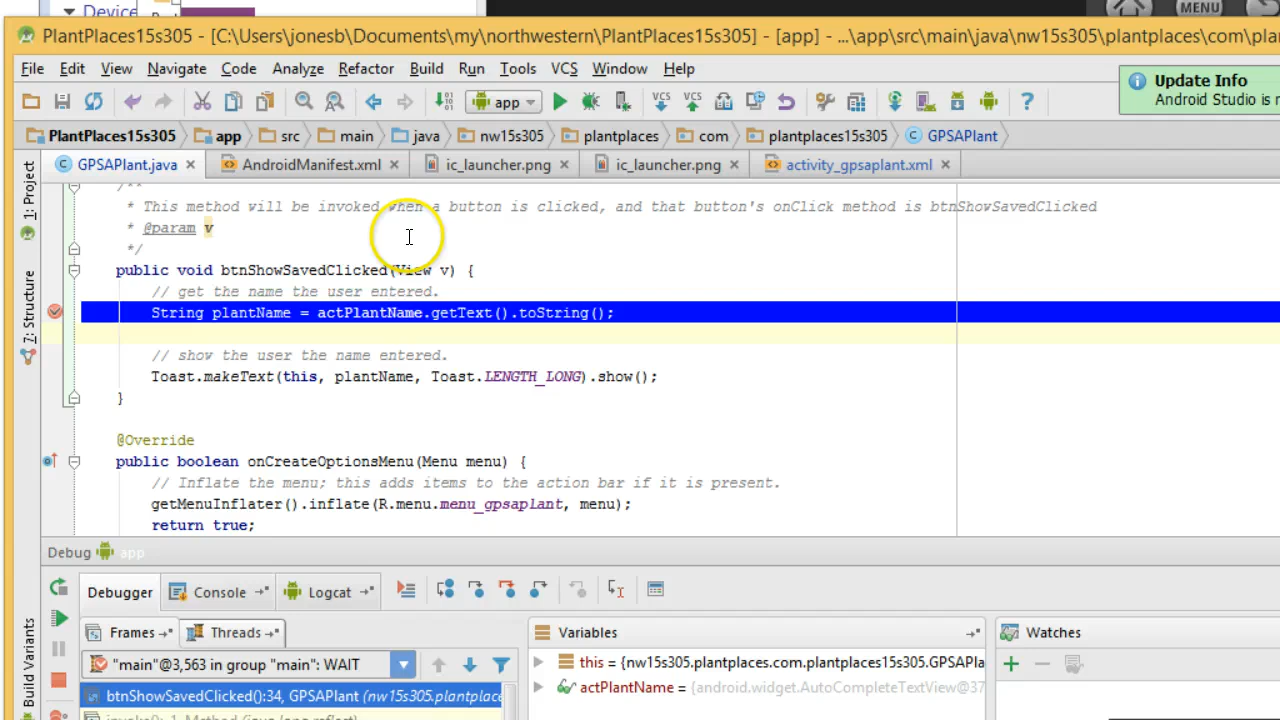 Device
MENU
PlantPlaces15s305 - [C:\Users\jonesb\Documents\my\northwestern\PlantPlaces15s305] - [app] - ...\app\src\main\java\nw15s305\plantplaces\com\plan
File Edit View Navigate Code Analyze Refactor Build Run Tools VCS Window Help
Update Info
Android Studio is r
app
VCS VCS
PlantPlaces15s305 app src main java nw15s305 plantplaces com plantplaces15s305 GPSAPlant
GPSAPlant.java AndroidManifest.xml ic_launcher.png ic_launcher.png activity_gpsaplant.xml
1: Project
7: Structure
Build Variants
/**
* This method will be invoked when a button is clicked, and that button's onClick method is btnShowSavedClicked
* @param v
*/
public void btnShowSavedClicked(View v) {
// get the name the user entered.
String plantName = actPlantName.getText().toString();
// show the user the name entered.
Toast.makeText(this, plantName, Toast.LENGTH_LONG).show();
}
@Override
public boolean onCreateOptionsMenu(Menu menu) {
// Inflate the menu; this adds items to the action bar if it is present.
getMenuInflater().inflate(R.menu.menu_gpsaplant, menu);
return true;
Debug app
Debugger Console Logcat
Frames Threads Variables Watches
"main"@3,563 in group "main": WAIT
this = {nw15s305.plantplaces.com.plantplaces15s305.GPSAPla
btnShowSavedClicked():34, GPSAPlant (nw15s305.plantplace
actPlantName = {android.widget.AutoCompleteTextView@37